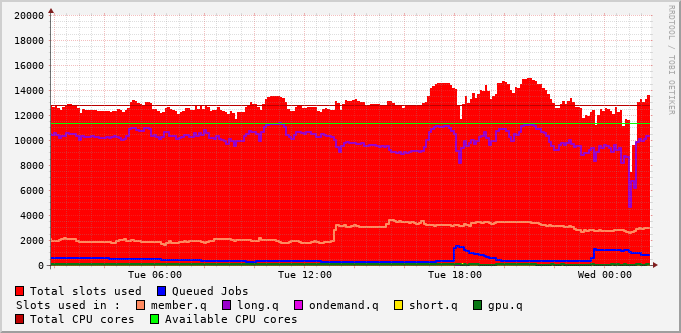 RRDTOOL / TOBI OETIKER
20000
18000
16000
14000
12000
10000
8000
6000
4000
2000
0
Tue 06:00 Tue 12:00 Tue 18:00 Wed 00:00
Total slots used Queued Jobs
Slots used in : member.q long.q ondemand.q short.q gpu.q
Total CPU cores Available CPU cores